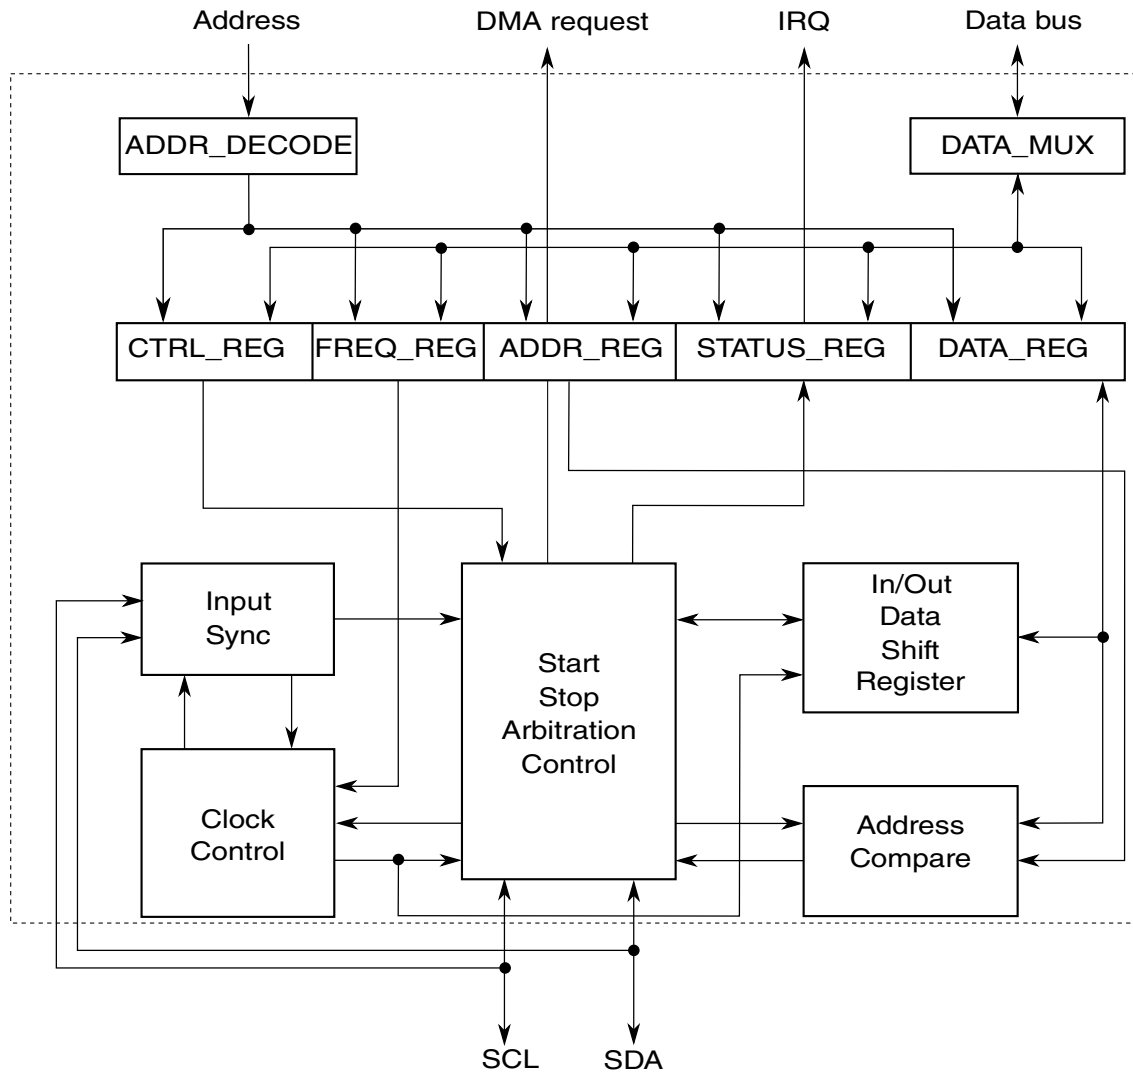 Address
DMA request
IRQ
Data bus
ADDR_DECODE
DATA_MUX
CTRL_REG
FREQ_REG
ADDR_REG
STATUS_REG
DATA_REG
Input
Sync
Start
Stop
Arbitration
Control
In/Out
Data
Shift
Register
Clock
Control
Address
Compare
SCL
SDA